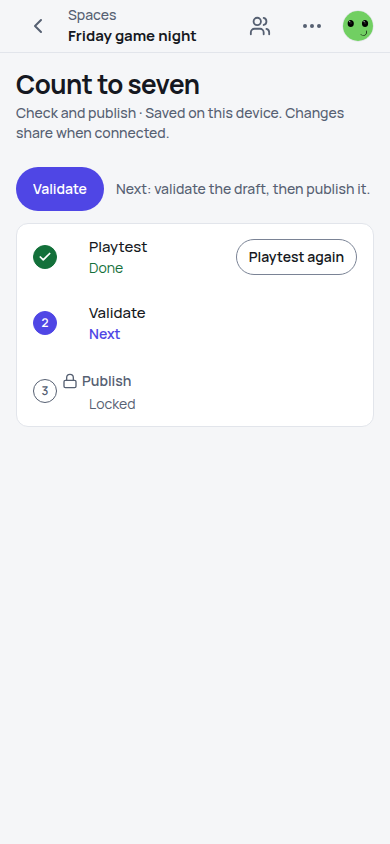 Spaces
Friday game night
Count to seven
Check and publish · Saved on this device. Changes
share when connected.
Validate
Next: validate the draft, then publish it.
Playtest
Done
Playtest again
2
Validate
Next
3
Publish
Locked